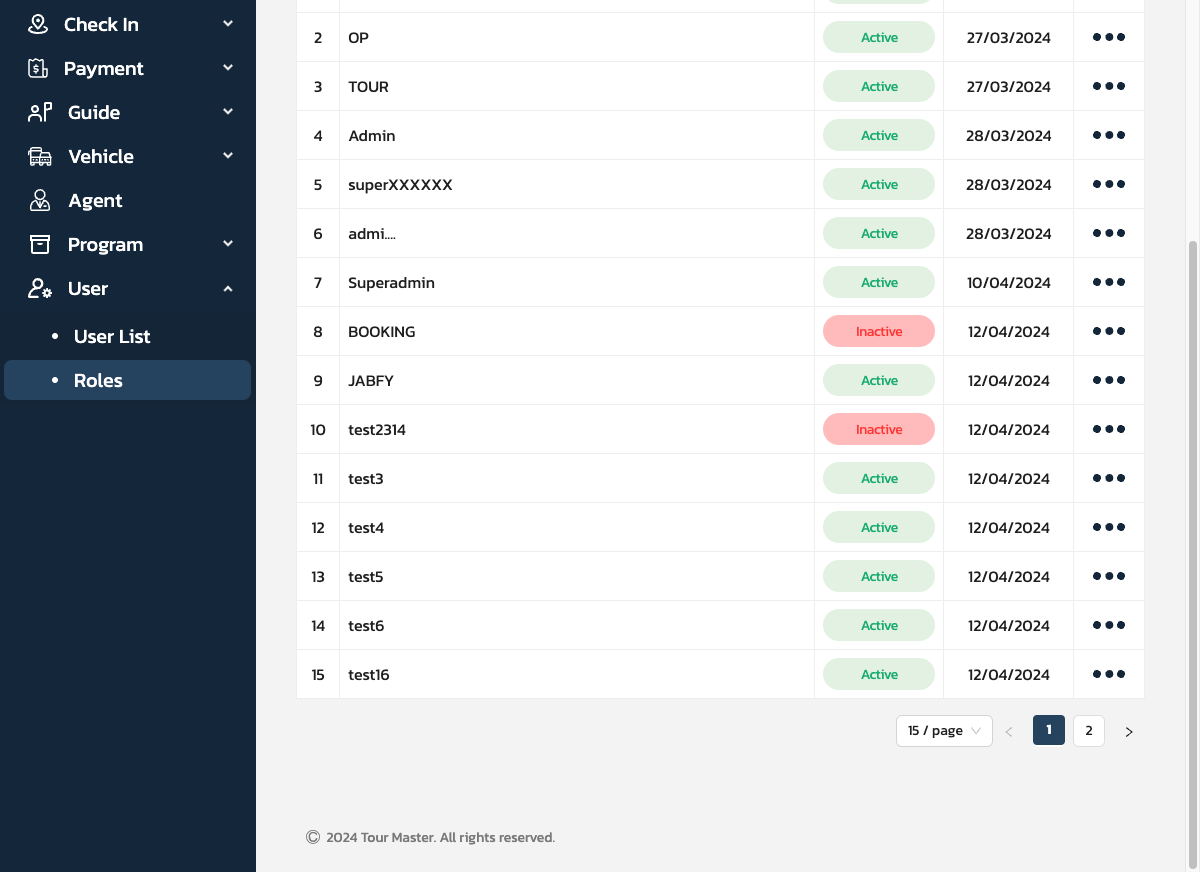 Check In
Payment
Guide
Vehicle
Agent
Program
User
• User List
• Roles
2 OP Active 27/03/2024 •••
3 TOUR Active 27/03/2024 •••
4 Admin Active 28/03/2024 •••
5 superXXXXXX Active 28/03/2024 •••
6 admi.... Active 28/03/2024 •••
7 Superadmin Active 10/04/2024 •••
8 BOOKING Inactive 12/04/2024 •••
9 JABFY Active 12/04/2024 •••
10 test2314 Inactive 12/04/2024 •••
11 test3 Active 12/04/2024 •••
12 test4 Active 12/04/2024 •••
13 test5 Active 12/04/2024 •••
14 test6 Active 12/04/2024 •••
15 test16 Active 12/04/2024 •••
15 / page < 1 2 >
© 2024 Tour Master. All rights reserved.